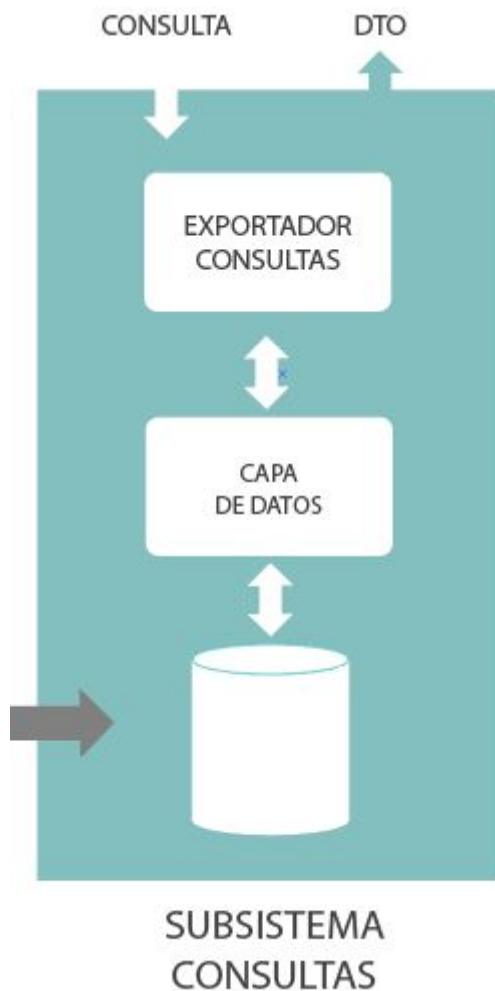 CONSULTA DTO
EXPORTADOR
CONSULTAS
CAPA
DE DATOS
SUBSISTEMA
CONSULTAS